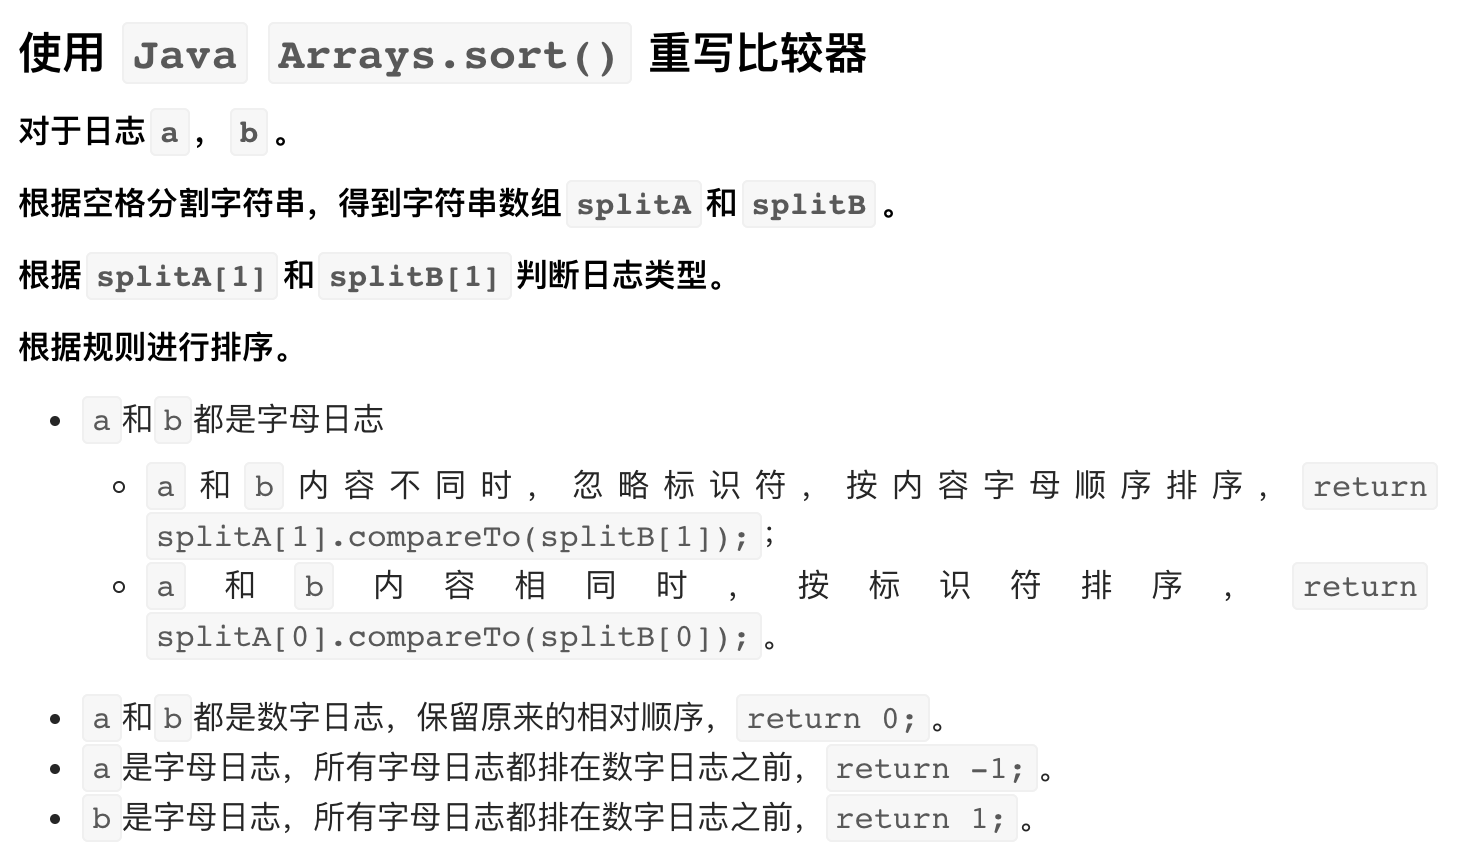 使用 Java Arrays.sort() 重写比较器
对于日志 a ， b 。
根据空格分割字符串，得到字符串数组 splitA 和 splitB 。
根据 splitA[1] 和 splitB[1] 判断日志类型。
根据规则进行排序。
• a 和 b 都是字母日志
◦ a 和 b 内容不同时，忽略标识符，按内容字母顺序排序， return
splitA[1].compareTo(splitB[1]); ；
◦ a 和 b 内容相同时，按标识符排序， return
splitA[0].compareTo(splitB[0]); 。
• a 和 b 都是数字日志，保留原来的相对顺序， return 0; 。
• a 是字母日志，所有字母日志都排在数字日志之前， return -1; 。
• b 是字母日志，所有字母日志都排在数字日志之前， return 1; 。